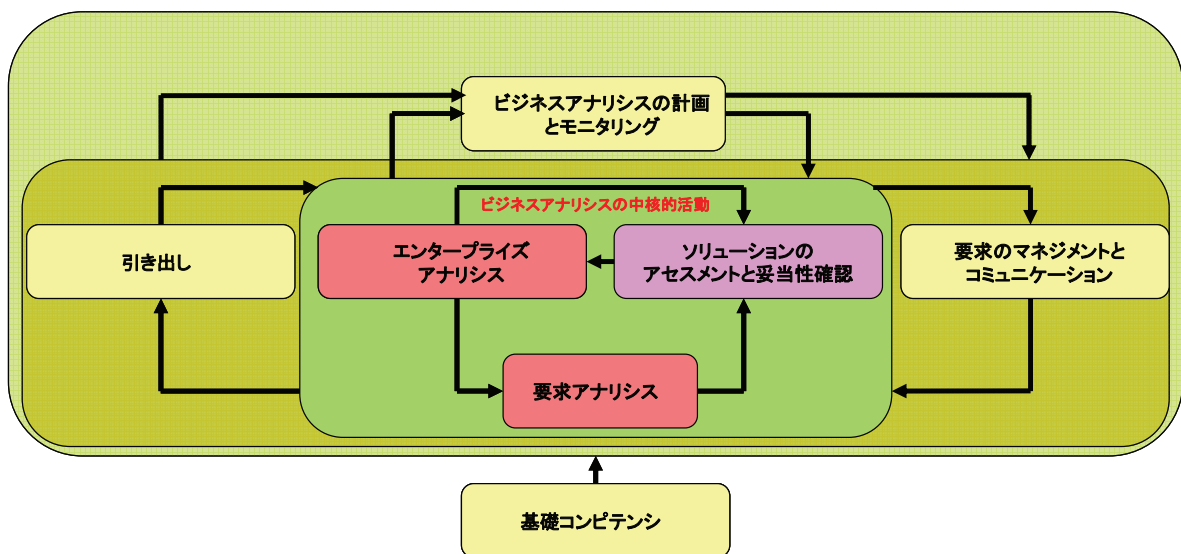 ビジネスアナリシスの計画
とモニタリング
ビジネスアナリシスの中核的活動
引き出し
エンタープライズ
アナリシス
ソリューションの
アセスメントと妥当性確認
要求のマネジメントと
コミュニケーション
要求アナリシス
基礎コンピテンシ